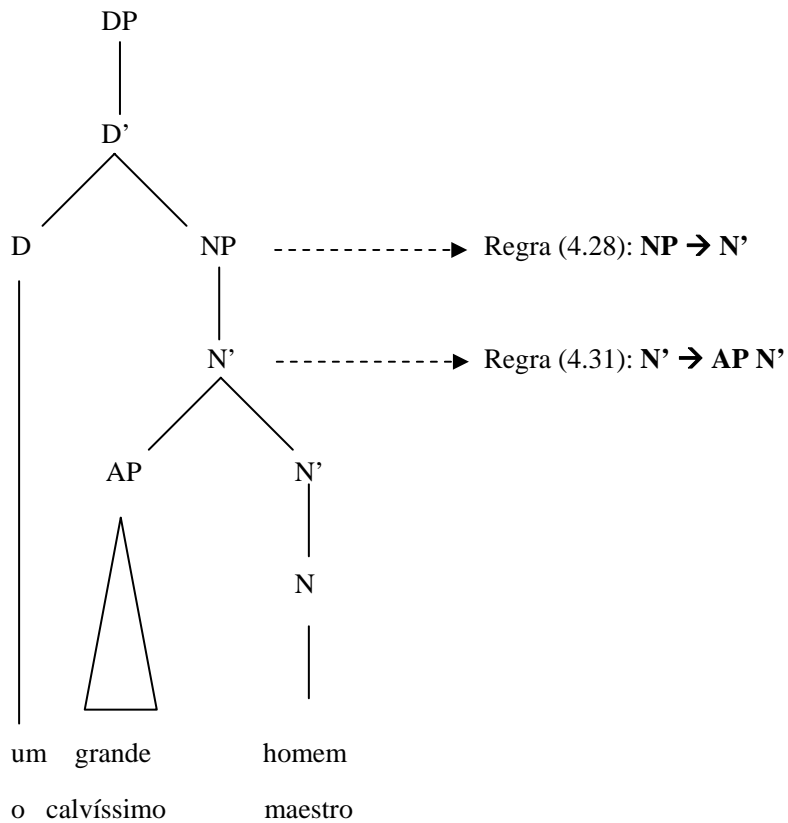 DP
D’
D NP Regra (4.28): NP → N’
N’ Regra (4.31): N’ → AP N’
AP N’
N
um grande homem
o calvíssimo maestro